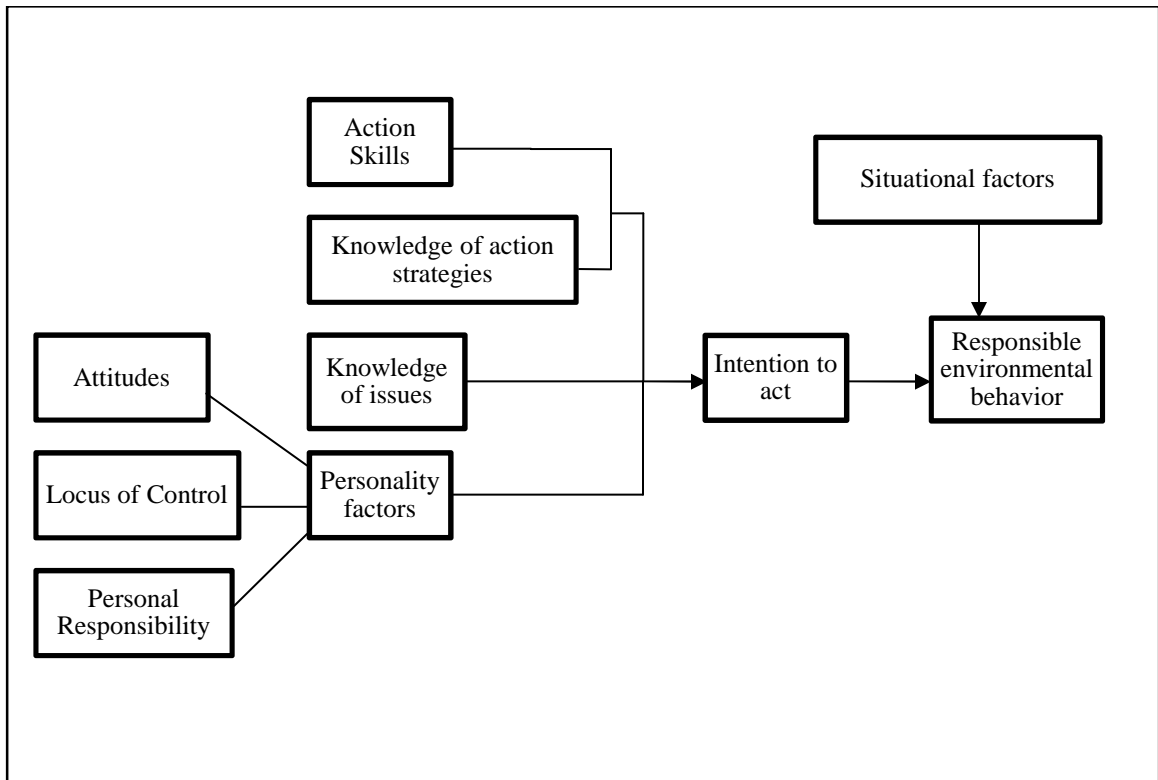 Action
Skills
Situational factors
Knowledge of action
strategies
Attitudes
Knowledge
of issues
Intention to
act
Responsible
environmental
behavior
Locus of Control
Personality
factors
Personal
Responsibility